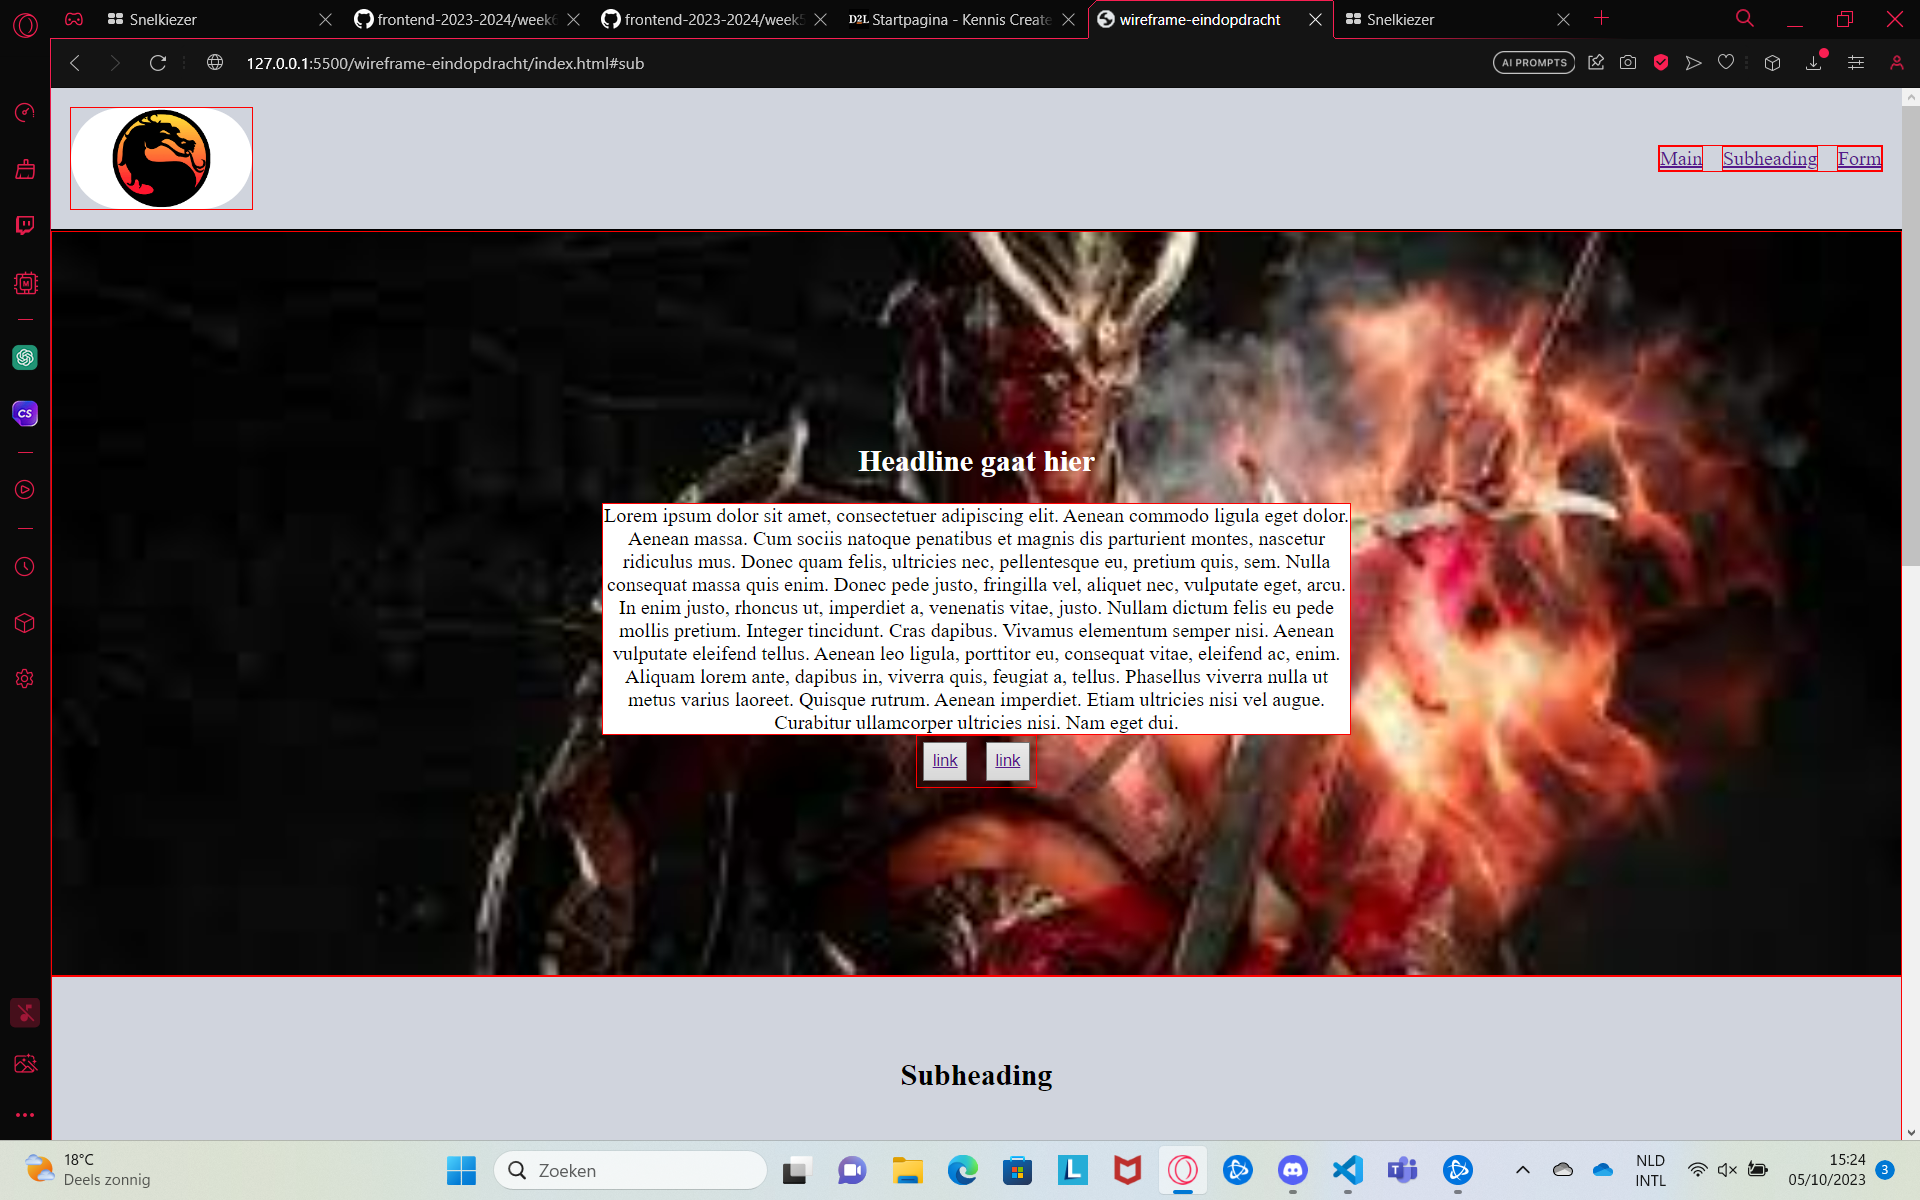 Snelkiezer
frontend-2023-2024/week
frontend-2023-2024/week5
D2L Startpagina - Kennis Create
wireframe-eindopdracht
Snelkiezer
127.0.0.1:5500/wireframe-eindopdracht/index.html#sub
AI PROMPTS
Main Subheading Form
CS
Headline gaat hier
Lorem ipsum dolor sit amet, consectetuer adipiscing elit. Aenean commodo ligula eget dolor.
Aenean massa. Cum sociis natoque penatibus et magnis dis parturient montes, nascetur
ridiculus mus. Donec quam felis, ultricies nec, pellentesque eu, pretium quis, sem. Nulla
consequat massa quis enim. Donec pede justo, fringilla vel, aliquet nec, vulputate eget, arcu.
In enim justo, rhoncus ut, imperdiet a, venenatis vitae, justo. Nullam dictum felis eu pede
mollis pretium. Integer tincidunt. Cras dapibus. Vivamus elementum semper nisi. Aenean
vulputate eleifend tellus. Aenean leo ligula, porttitor eu, consequat vitae, eleifend ac, enim.
Aliquam lorem ante, dapibus in, viverra quis, feugiat a, tellus. Phasellus viverra nulla ut
metus varius laoreet. Quisque rutrum. Aenean imperdiet. Etiam ultricies nisi vel augue.
Curabitur ullamcorper ultricies nisi. Nam eget dui.
link link
Subheading
18°C
Deels zonnig
Zoeken
NLD
INTL
15:24
05/10/2023
3